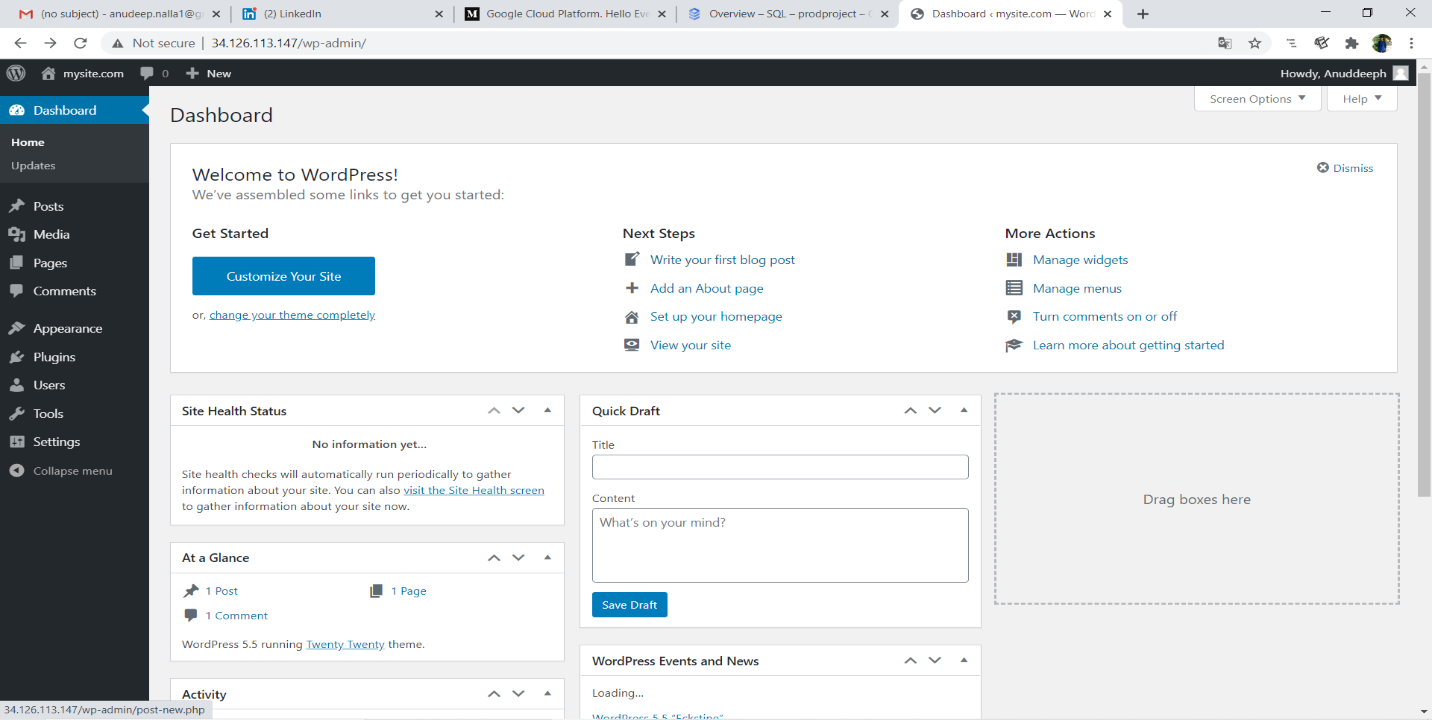 (no subject) - anudeep.nalla1@g
(2) LinkedIn
Google Cloud Platform. Hello Eve
Overview – SQL – prodproject –
Dashboard ‹ mysite.com — Word
Not secure | 34.126.113.147/wp-admin/
mysite.com 0 New
Howdy, Anuddeeph
Dashboard
Home
Updates
Posts
Media
Pages
Comments
Appearance
Plugins
Users
Tools
Settings
Collapse menu
Dashboard
Screen Options
Help
Welcome to WordPress!
We've assembled some links to get you started:
Dismiss
Get Started
Customize Your Site
or, change your theme completely
Next Steps
Write your first blog post
Add an About page
Set up your homepage
View your site
More Actions
Manage widgets
Manage menus
Turn comments on or off
Learn more about getting started
Site Health Status
No information yet...
Site health checks will automatically run periodically to gather
information about your site. You can also visit the Site Health screen
to gather information about your site now.
At a Glance
1 Post
1 Page
1 Comment
WordPress 5.5 running Twenty Twenty theme.
Activity
Quick Draft
Title
Content
What's on your mind?
Save Draft
WordPress Events and News
Loading...
WordPress 5.5 "Eckstine"
Drag boxes here
34.126.113.147/wp-admin/post-new.php